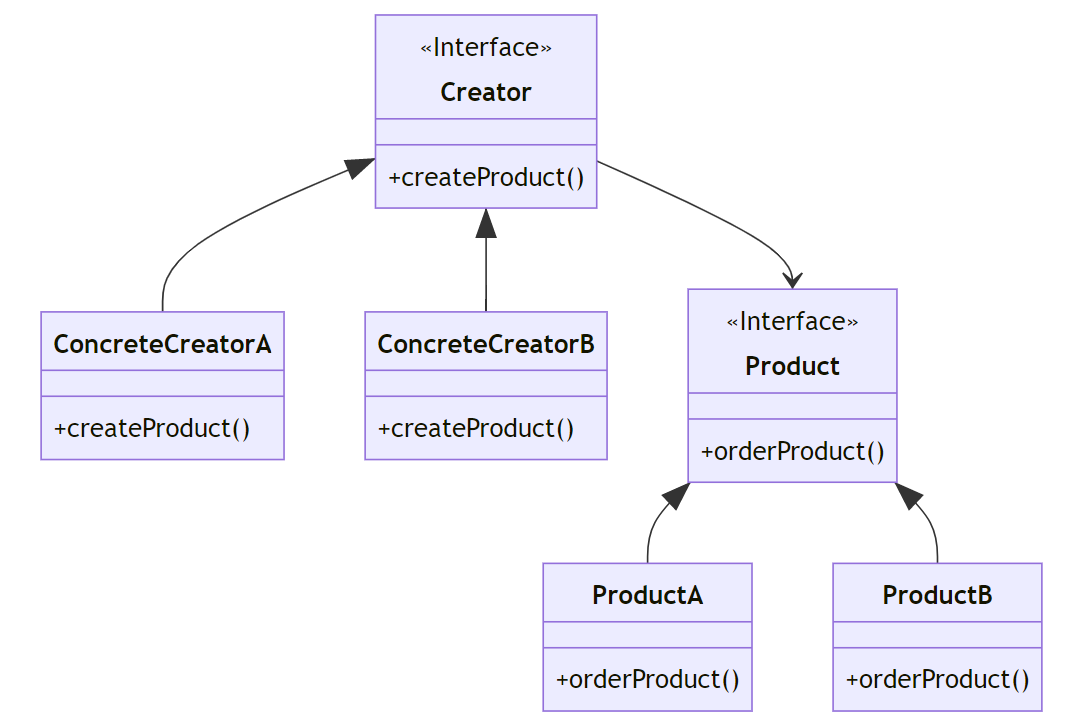 «Interface»
Creator
+createProduct()
ConcreteCreatorA
+createProduct()
ConcreteCreatorB
+createProduct()
«Interface»
Product
+orderProduct()
ProductA
+orderProduct()
ProductB
+orderProduct()